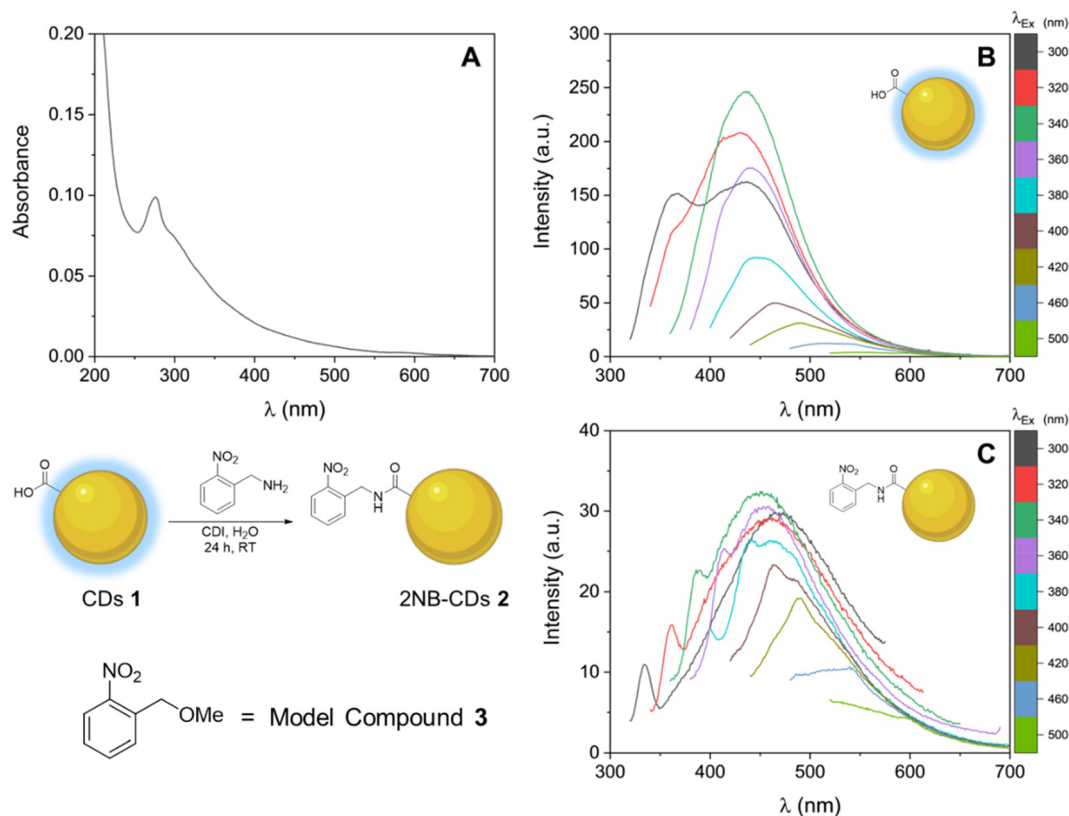 A
Absorbance
0.20
0.15
0.10
0.05
0.00
200 300 400 500 600 700
λ (nm)
B
Intensity (a.u.)
300
250
200
150
100
50
0
300 400 500 600 700
λ (nm)
O
HO
λEx (nm)
300
320
340
360
380
400
420
460
510
O
HO
CDs 1
NO2
NH2
CDI, H2O
24 h, RT
NO2
N
H
O
2NB-CDs 2
NO2
OMe
= Model Compound 3
C
Intensity (a.u.)
40
30
20
10
0
300 400 500 600 700
λ (nm)
NO2
N
H
O
λEx (nm)
300
320
340
360
380
400
420
460
510